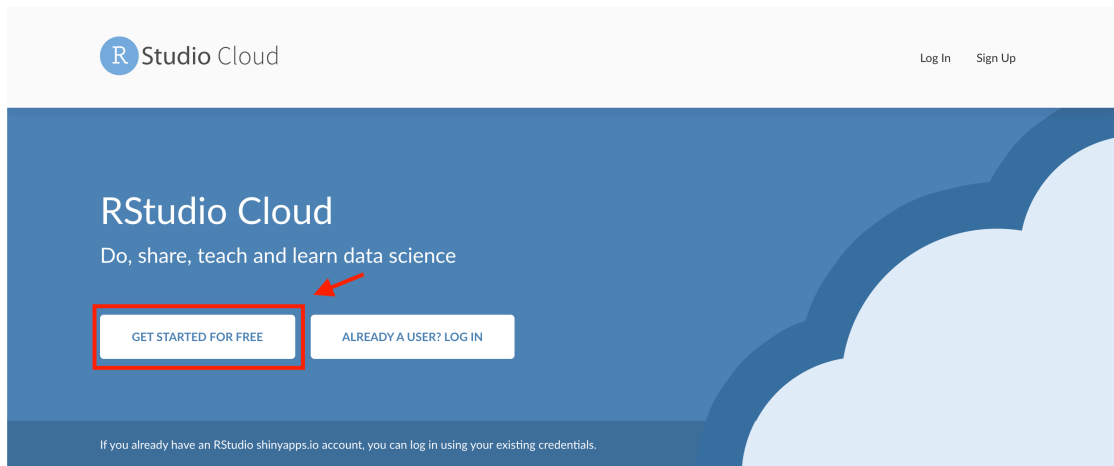 R Studio Cloud
Log In Sign Up
RStudio Cloud
Do, share, teach and learn data science
GET STARTED FOR FREE
ALREADY A USER? LOG IN
If you already have an RStudio shinyapps.io account, you can log in using your existing credentials.